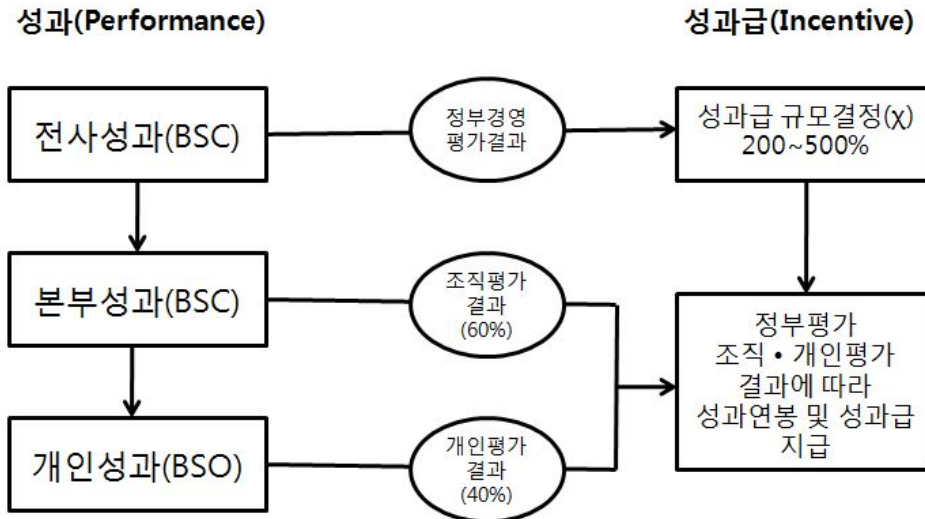 성과(Performance)
성과급(Incentive)
전사성과(BSC)
정부경영
평가결과
성과급 규모결정(χ)
200~500%
본부성과(BSC)
조직평가
결과
(60%)
정부평가
조직 • 개인평가
결과에 따라
성과연봉 및 성과급
지급
개인성과(BSO)
개인평가
결과
(40%)